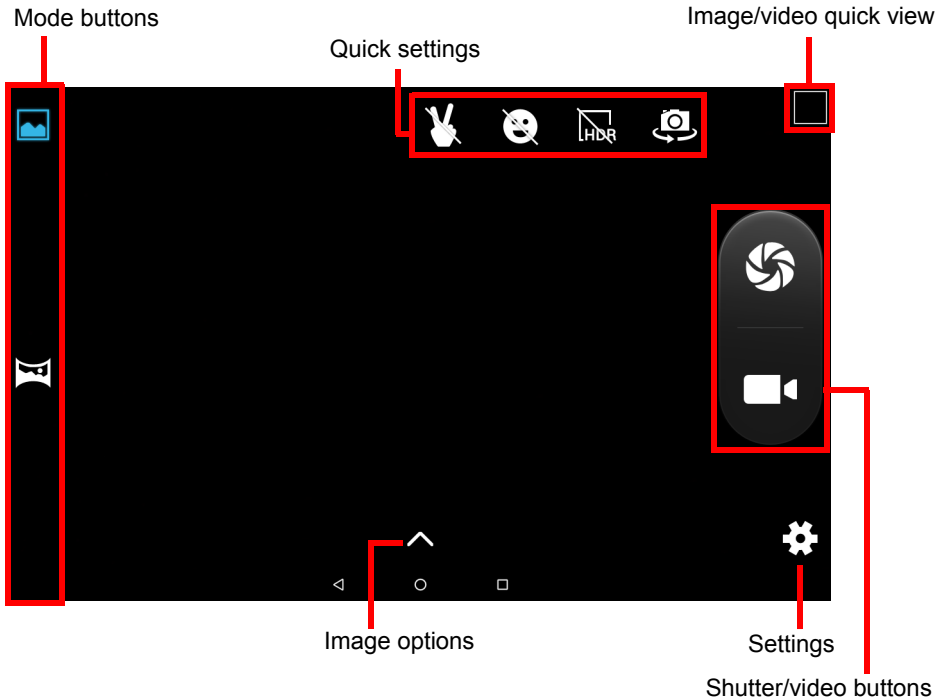 Mode buttons
Image/video quick view
Quick settings
HDR
Image options
Settings
Shutter/video buttons